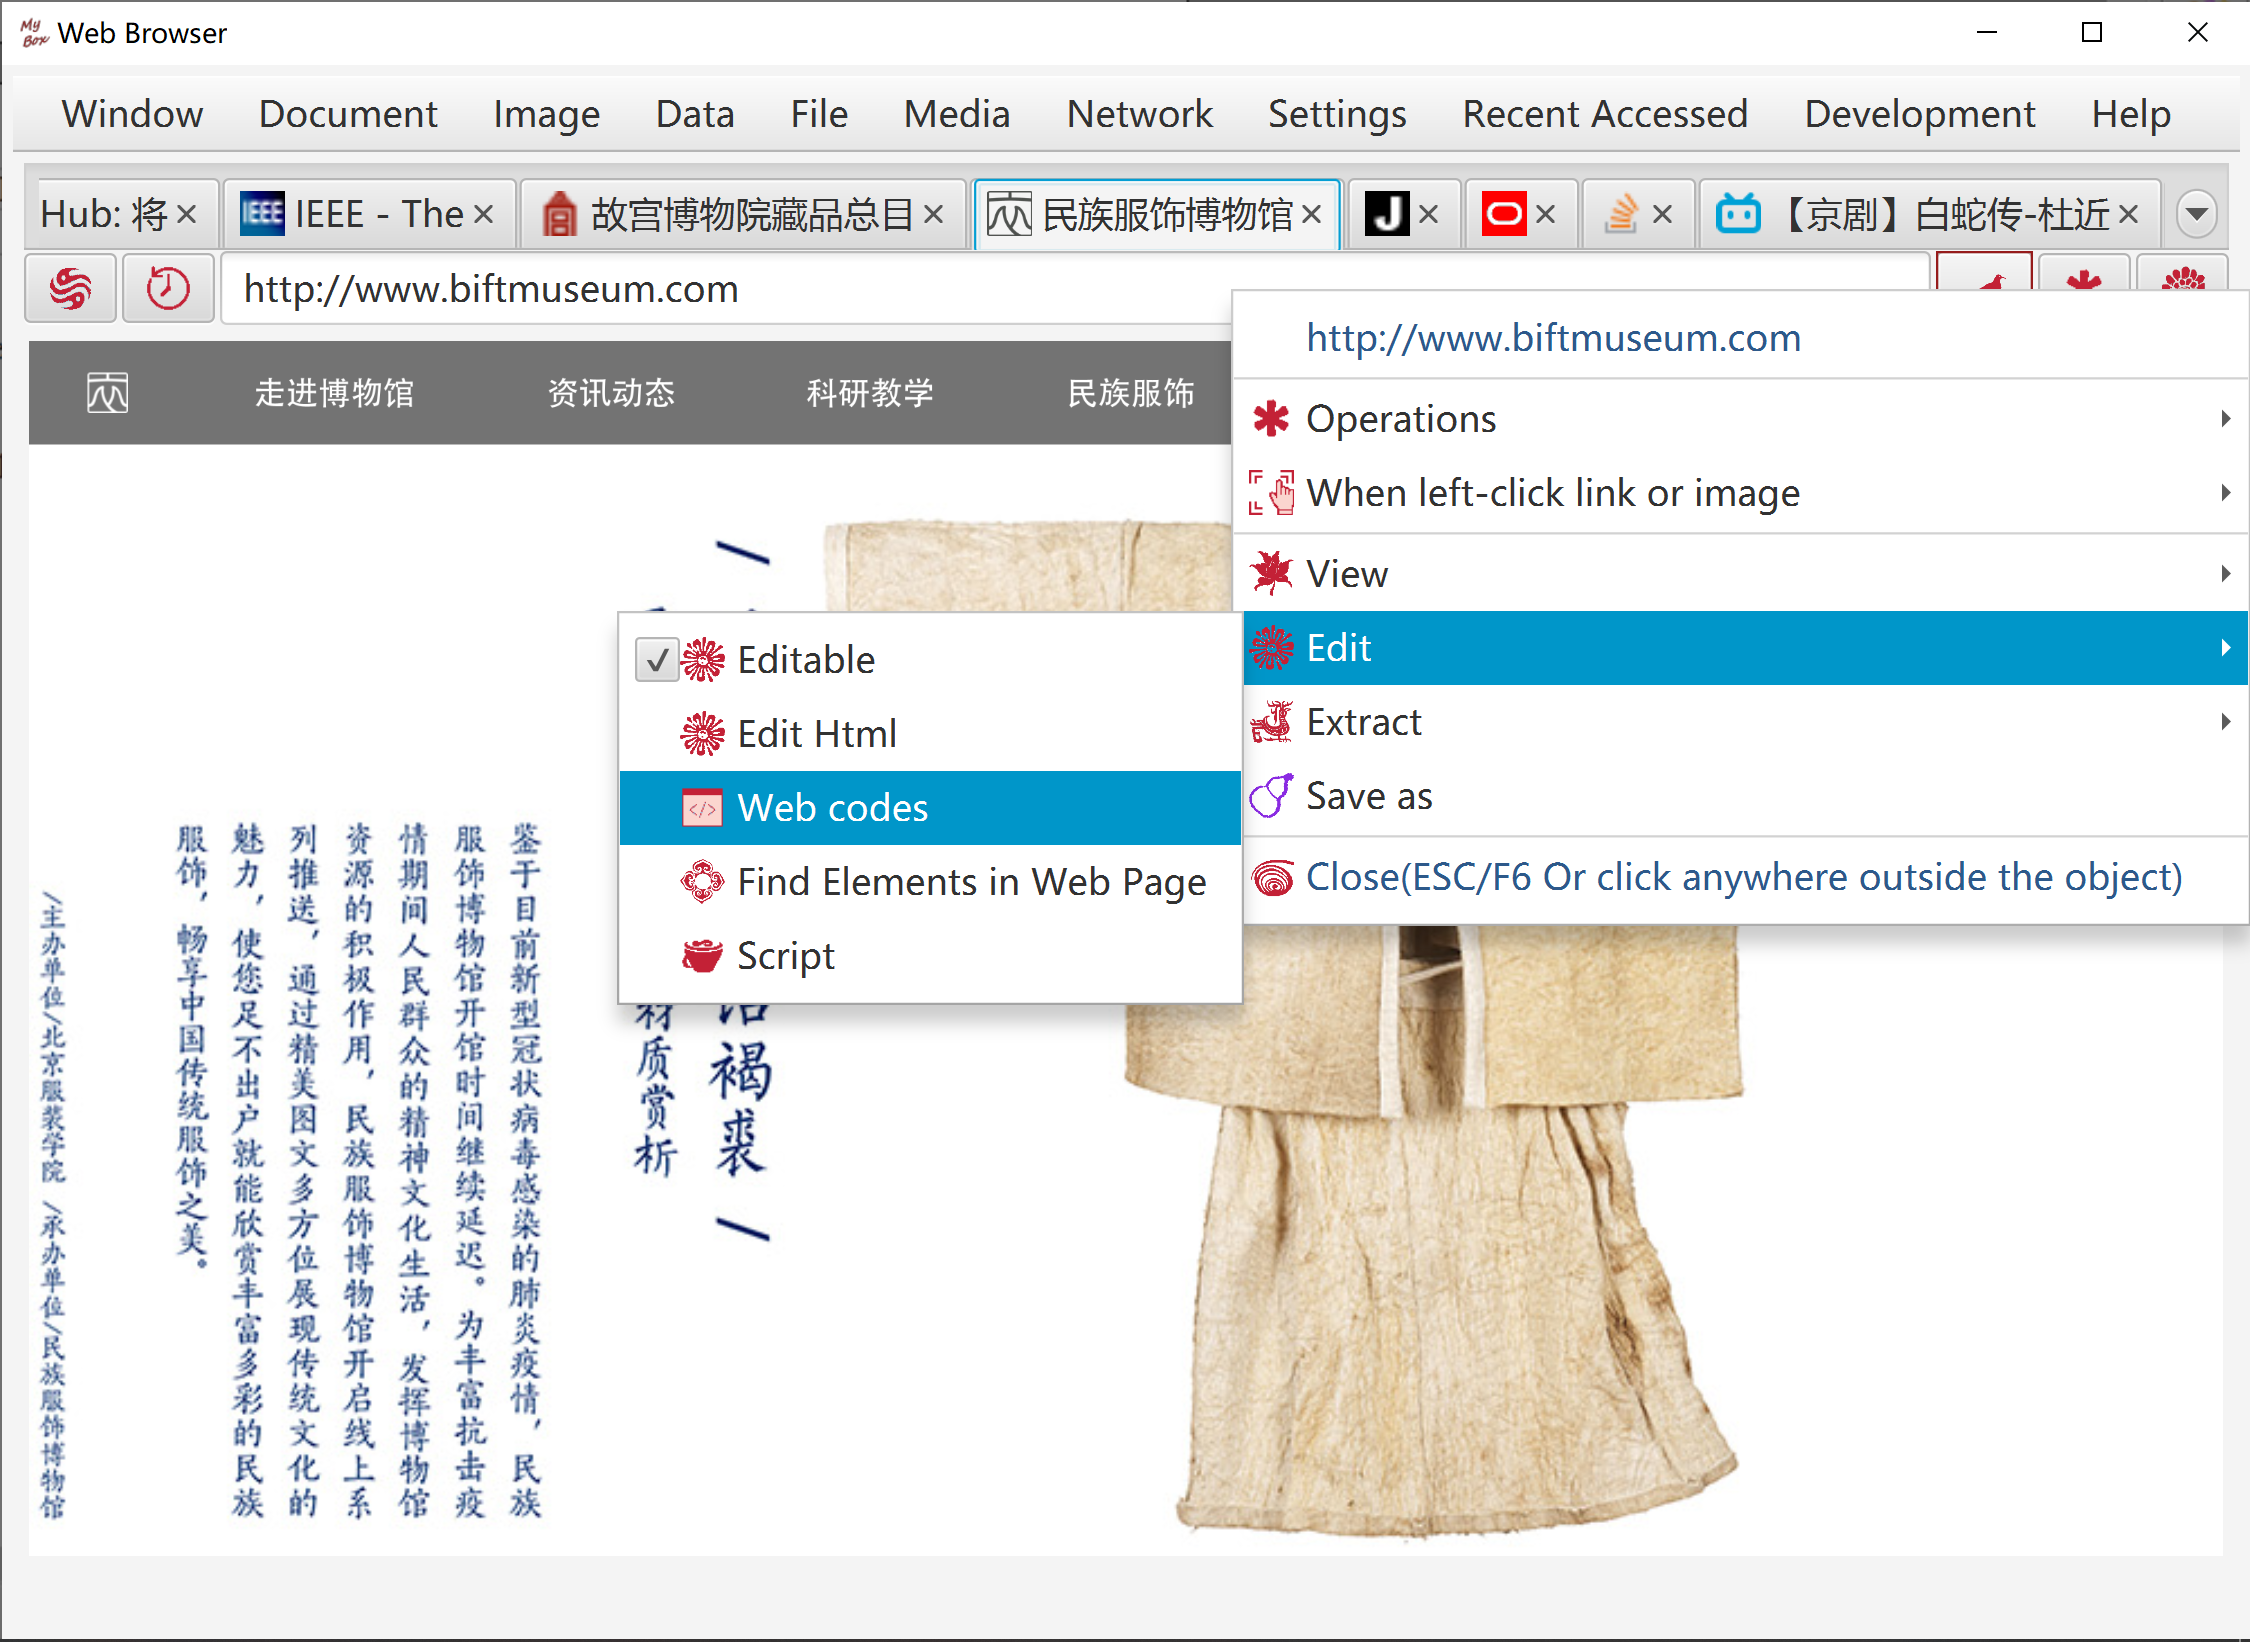 My Box Web Browser
Window Document Image Data File Media Network Settings Recent Accessed Development Help
Hub: 将 IEEE IEEE - The 故宫博物院藏品总目 民族服饰博物馆 J 【京剧】白蛇传-杜近
http://www.biftmuseum.com
走进博物馆 资讯动态 科研教学 民族服饰
http://www.biftmuseum.com
Operations
When left-click link or image
View
Edit
Extract
Save as
Close(ESC/F6 Or click anywhere outside the object)
Editable
Edit Html
Web codes
Find Elements in Web Page
Script
褐裘
材质赏析
鉴于目前新型冠状病毒感染的肺炎疫情，民族
服饰博物馆开馆时间继续延迟。为丰富抗击疫
情期间人民群众的精神文化生活，发挥博物馆
资源的积极作用，民族服饰博物馆开启线上系
列推送，通过精美图文多方位展现传统文化的
魅力，使您足不出户就能欣赏丰富多彩的民族
服饰，畅享中国传统服饰之美。
\主办单位\北京服装学院 \承办单位\民族服饰博物馆